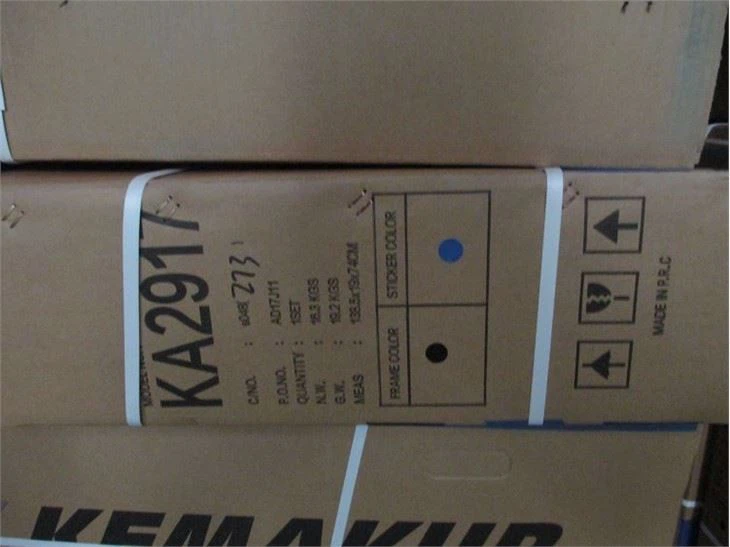 MODEL NO.
KA2917
C/NO. : 273
P.O.NO. : AD17J11
QUANTITY : 1SET
N.W. : 16.3 KGS
G.W. : 19.2 KGS
MEAS : 139.5x19x74CM
FRAME COLOR STICKER COLOR
MADE IN P.R.C
KEMAKUR